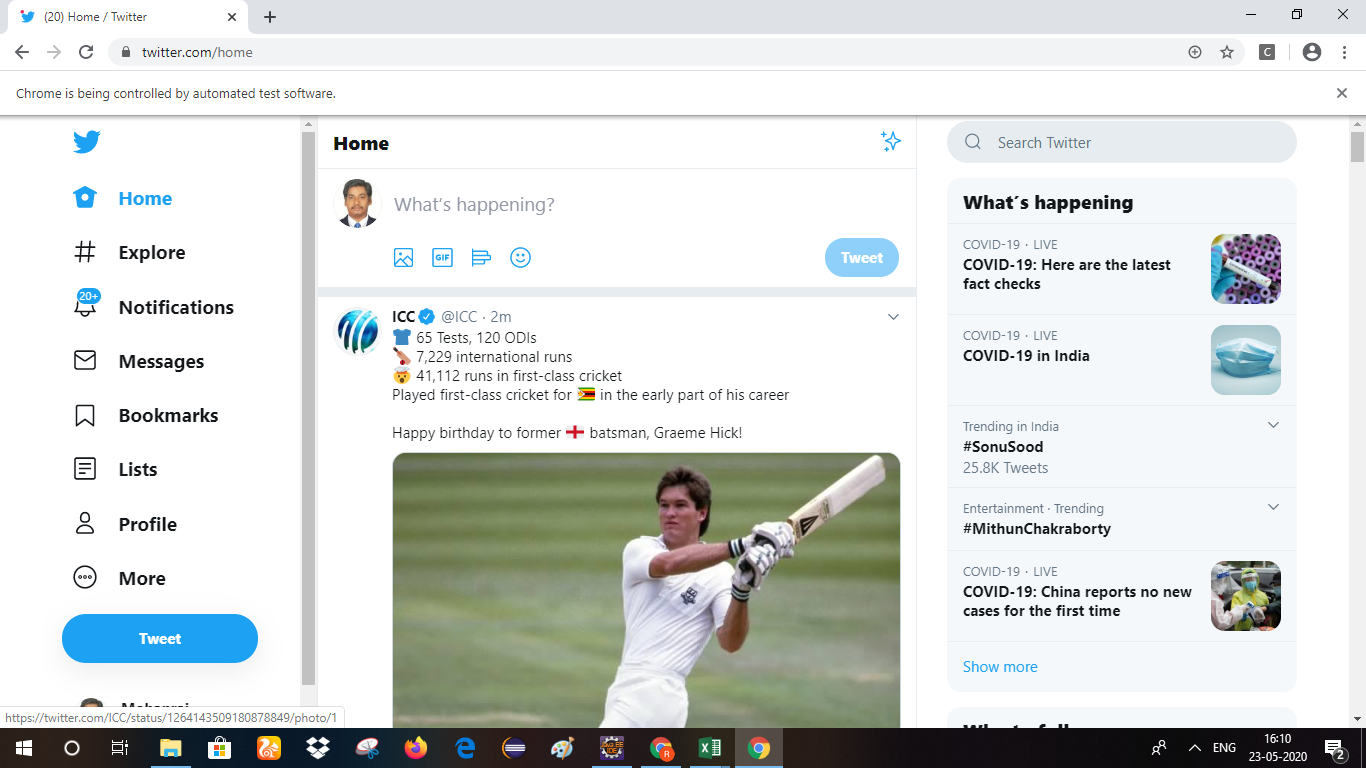 (20) Home / Twitter
twitter.com/home
C
Chrome is being controlled by automated test software.
Home
Explore
20+
Notifications
Messages
Bookmarks
Lists
Profile
More
Tweet
Home
What's happening?
GIF
Tweet
ICC @ICC · 2m
65 Tests, 120 ODIs
7,229 international runs
41,112 runs in first-class cricket
Played first-class cricket for in the early part of his career
Happy birthday to former batsman, Graeme Hick!
Search Twitter
What's happening
COVID-19 · LIVE
COVID-19: Here are the latest
fact checks
COVID-19 · LIVE
COVID-19 in India
Trending in India
#SonuSood
25.8K Tweets
Entertainment · Trending
#MithunChakraborty
COVID-19 · LIVE
COVID-19: China reports no new
cases for the first time
Show more
https://twitter.com/ICC/status/1264143509180878849/photo/1
R
ENG
16:10
23-05-2020
2